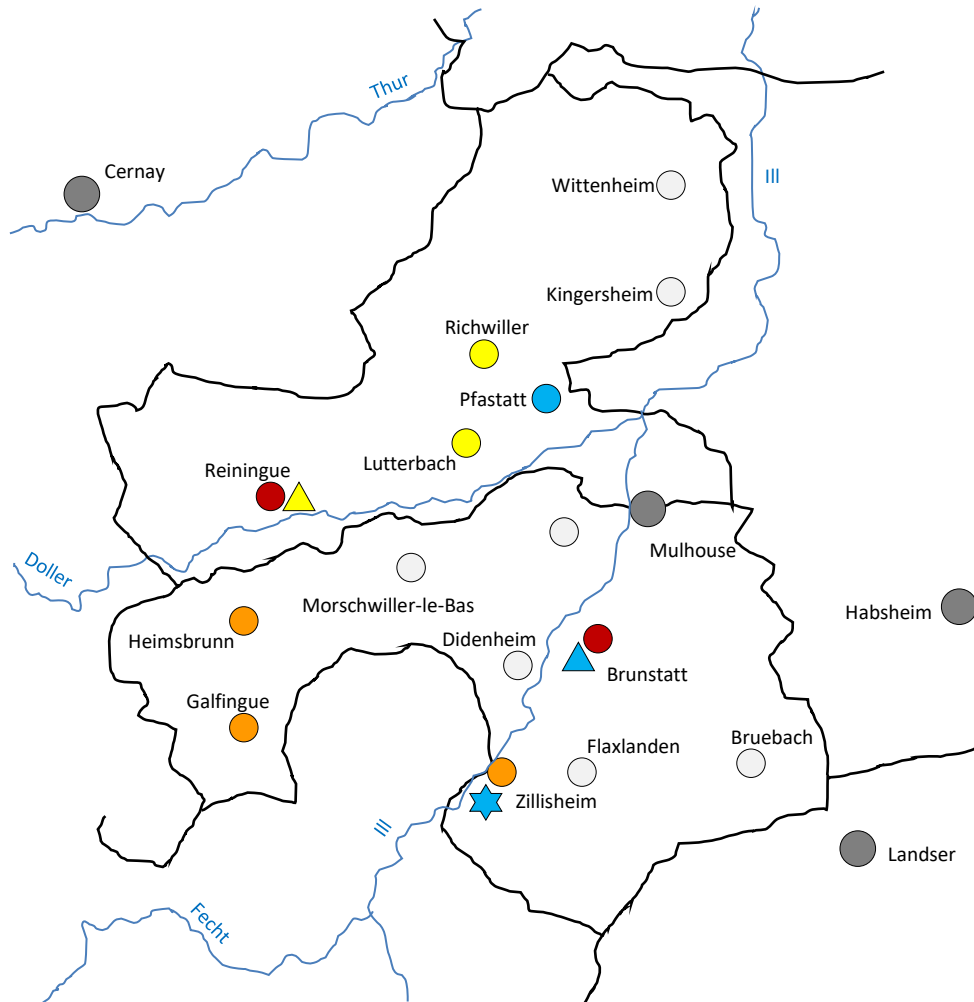 Thur
Cernay
Ill
Wittenheim
Kingersheim
Richwiller
Pfastatt
Lutterbach
Reiningue
Mulhouse
Doller
Morschwiller-le-Bas
Habsheim
Heimsbrunn
Didenheim
Brunstatt
Galfingue
Flaxlanden
Bruebach
Zillisheim
Ill
Landser
Fecht